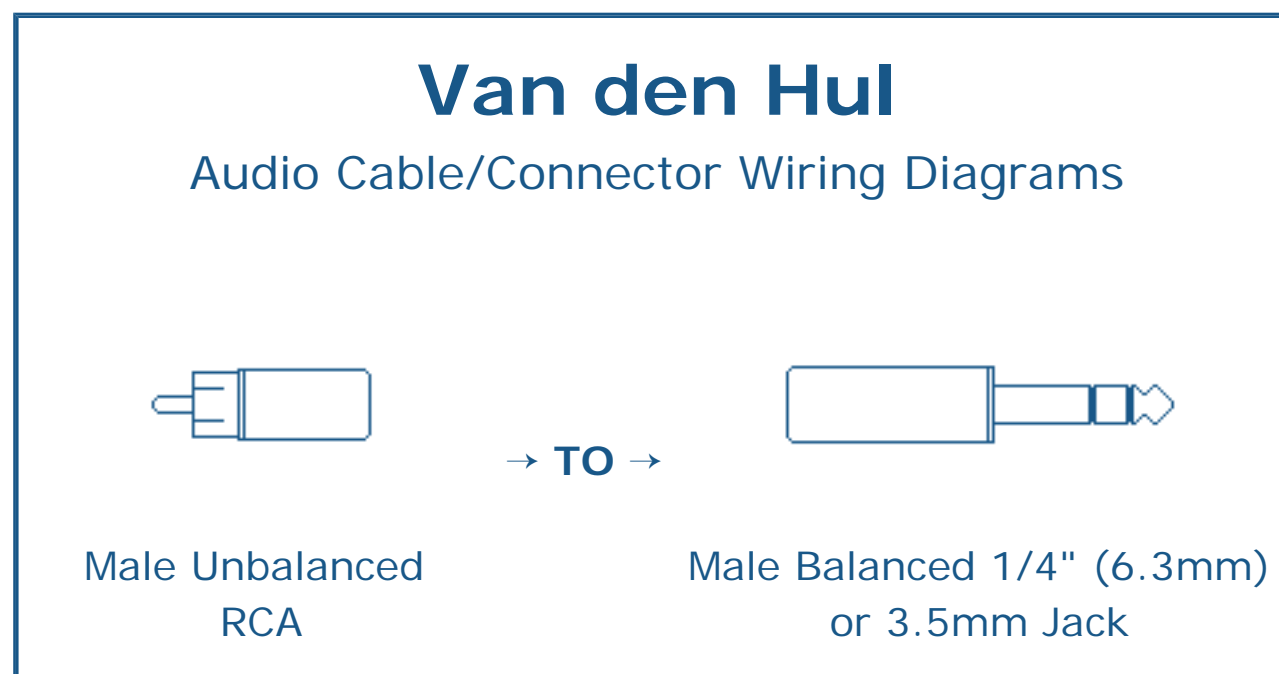 Van den Hul
Audio Cable/Connector Wiring Diagrams
→ TO →
Male Unbalanced
RCA
Male Balanced 1/4" (6.3mm)
or 3.5mm Jack